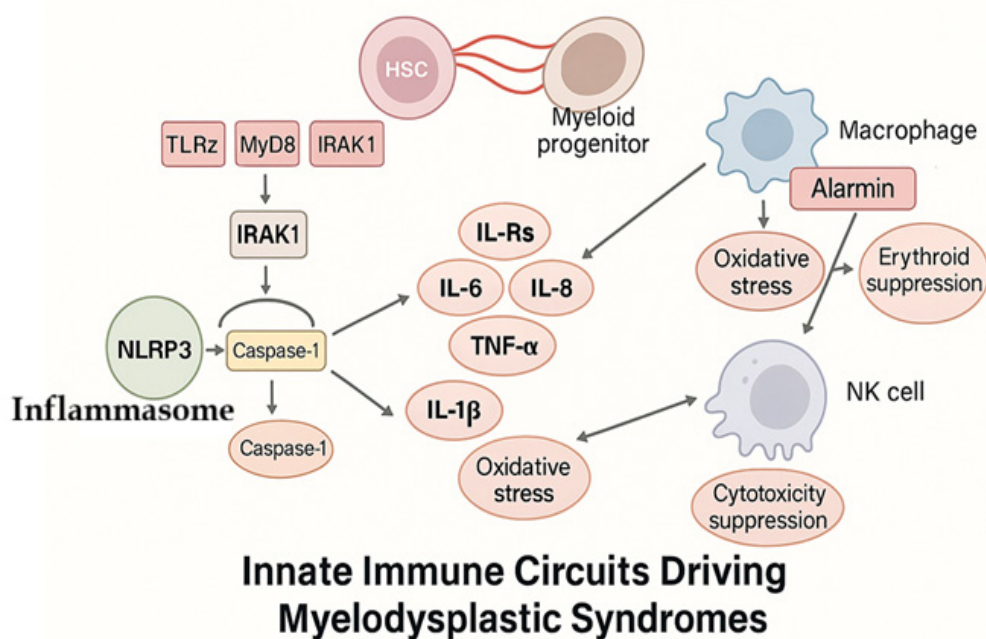 HSC
Myeloid
progenitor
Macrophage
Alarmin
TLRz
MyD8
IRAK1
IRAK1
IL-Rs
IL-6
IL-8
TNF-α
Oxidative
stress
Erythroid
suppression
NLRP3
Caspase-1
Inflammasome
Caspase-1
IL-1β
Oxidative
stress
NK cell
Cytotoxicity
suppression
Innate Immune Circuits Driving
Myelodysplastic Syndromes